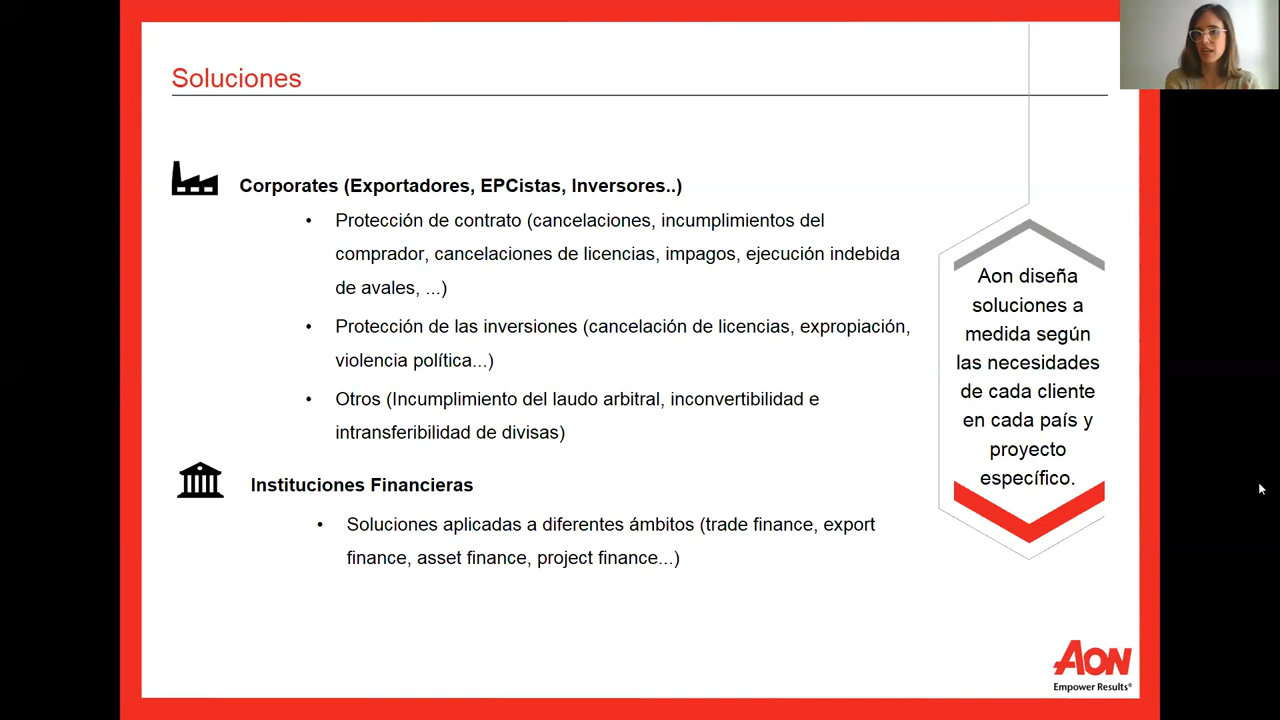 Soluciones
Corporates (Exportadores, EPCistas, Inversores..)
• Protección de contrato (cancelaciones, incumplimientos del
comprador, cancelaciones de licencias, impagos, ejecución indebida
de avales, ...)
• Protección de las inversiones (cancelación de licencias, expropiación,
violencia política...)
• Otros (Incumplimiento del laudo arbitral, inconvertibilidad e
intransferibilidad de divisas)
Instituciones Financieras
• Soluciones aplicadas a diferentes ámbitos (trade finance, export
finance, asset finance, project finance...)
Aon diseña
soluciones a
medida según
las necesidades
de cada cliente
en cada país y
proyecto
específico.
AON
Empower Results®